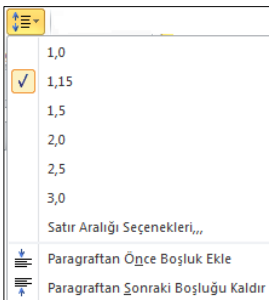 1,0
1,15
1,5
2,0
2,5
3,0
Satır Aralığı Seçenekleri,,,
Paragraftan Önce Boşluk Ekle
Paragraftan Sonraki Boşluğu Kaldır